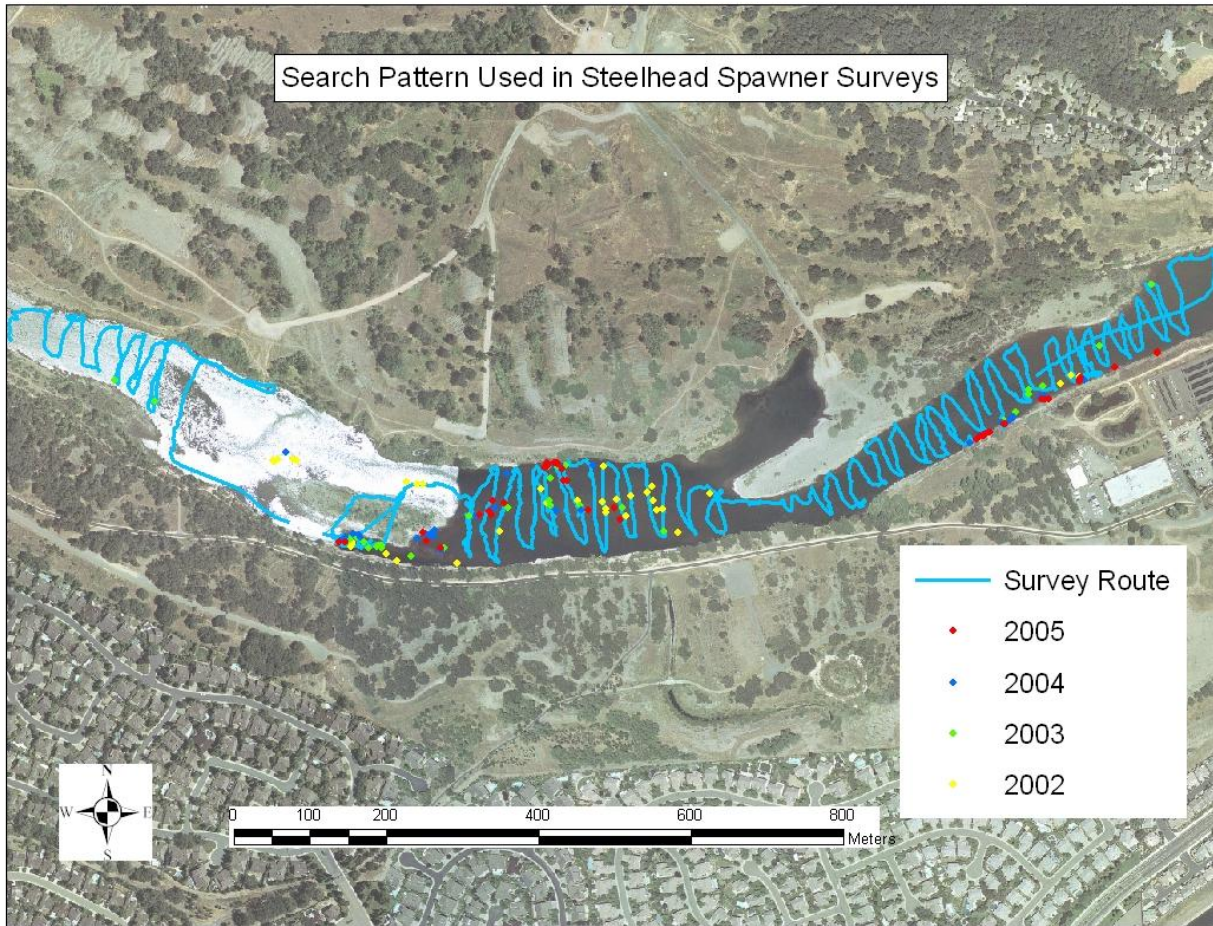 Search Pattern Used in Steelhead Spawner Surveys
Survey Route
2005
2004
2003
2002
N
W E
S
0 100 200 400 600 800
Meters